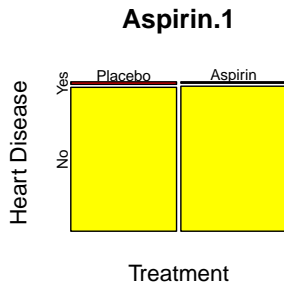 Aspirin.1
Placebo Aspirin
Yes
No
Heart Disease
Treatment